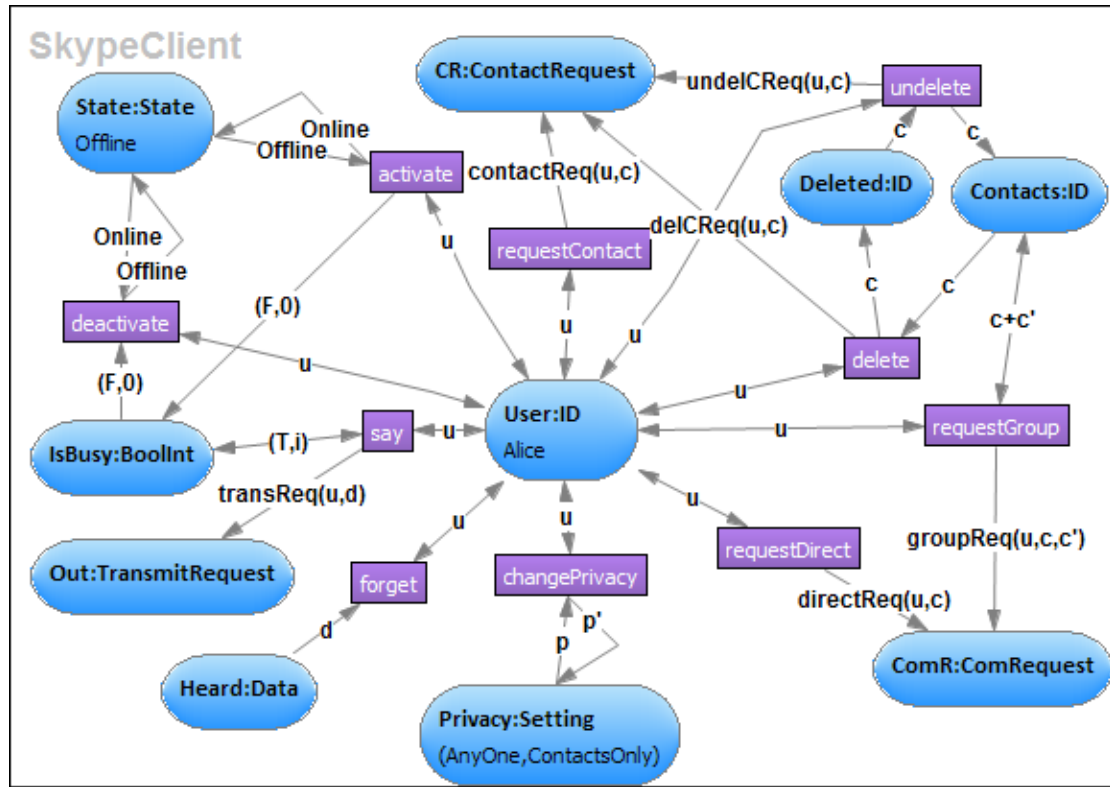 SkypeClient
CR:ContactRequest
undelCReq(u,c)
undelete
State:State
Offline
Online
Offline
activate
contactReq(u,c)
c
c
Deleted:ID
Contacts:ID
delCReq(u,c)
Online
Offline
u
requestContact
(F,0)
deactivate
u
u
u
c
c
c+c'
delete
(F,0)
u
User:ID
Alice
say
u
u
requestGroup
IsBusy:BoolInt
(T,i)
transReq(u,d)
u
u
u
requestDirect
groupReq(u,c,c')
Out:TransmitRequest
forget
changePrivacy
directReq(u,c)
d
p
p'
Heard:Data
ComR:ComRequest
Privacy:Setting
(AnyOne,ContactsOnly)